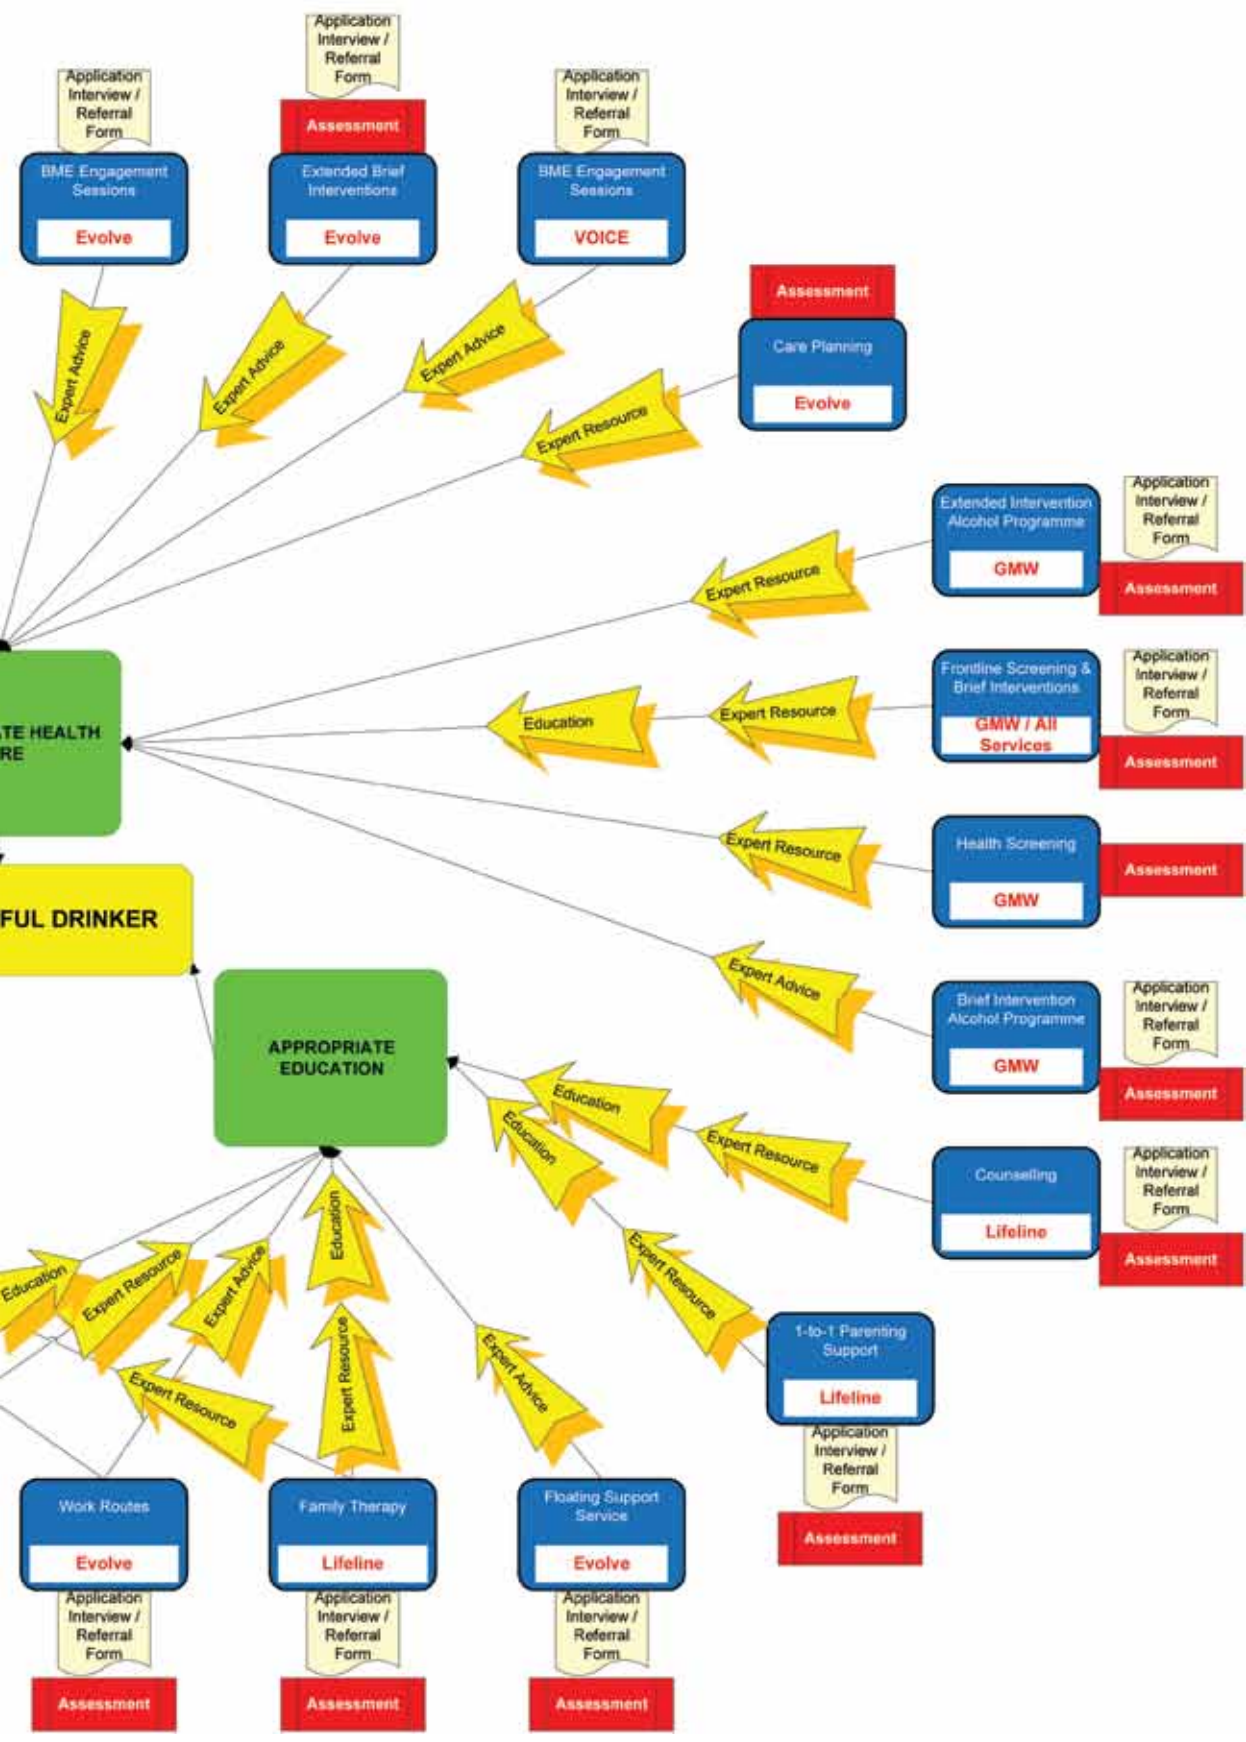 Application
Interview /
Referral
Form
Application
Interview /
Referral
Form
Application
Interview /
Referral
Form
Assessment
BME Engagement
Sessions
Evolve
Extended Brief
Interventions
Evolve
BME Engagement
Sessions
VOICE
Assessment
Care Planning
Evolve
Expert Advice
Expert Advice
Expert Advice
Expert Resource
Extended Intervention
Alcohol Programme
GMW
Application
Interview /
Referral
Form
Assessment
Expert Resource
Frontline Screening &
Brief Interventions
GMW / All
Services
Application
Interview /
Referral
Form
Assessment
Education
Expert Resource
ATE HEALTH
RE
Health Screening
GMW
Assessment
Expert Resource
FUL DRINKER
Expert Advice
Brief Intervention
Alcohol Programme
GMW
Application
Interview /
Referral
Form
Assessment
APPROPRIATE
EDUCATION
Education
Education
Expert Resource
Counselling
Lifeline
Application
Interview /
Referral
Form
Assessment
Education
Expert Resource
Expert Advice
Education
Expert Resource
Expert Resource
Expert Resource
Expert Advice
1-to-1 Parenting
Support
Lifeline
Application
Interview /
Referral
Form
Assessment
Work Routes
Evolve
Application
Interview /
Referral
Form
Assessment
Family Therapy
Lifeline
Application
Interview /
Referral
Form
Assessment
Floating Support
Service
Evolve
Application
Interview /
Referral
Form
Assessment